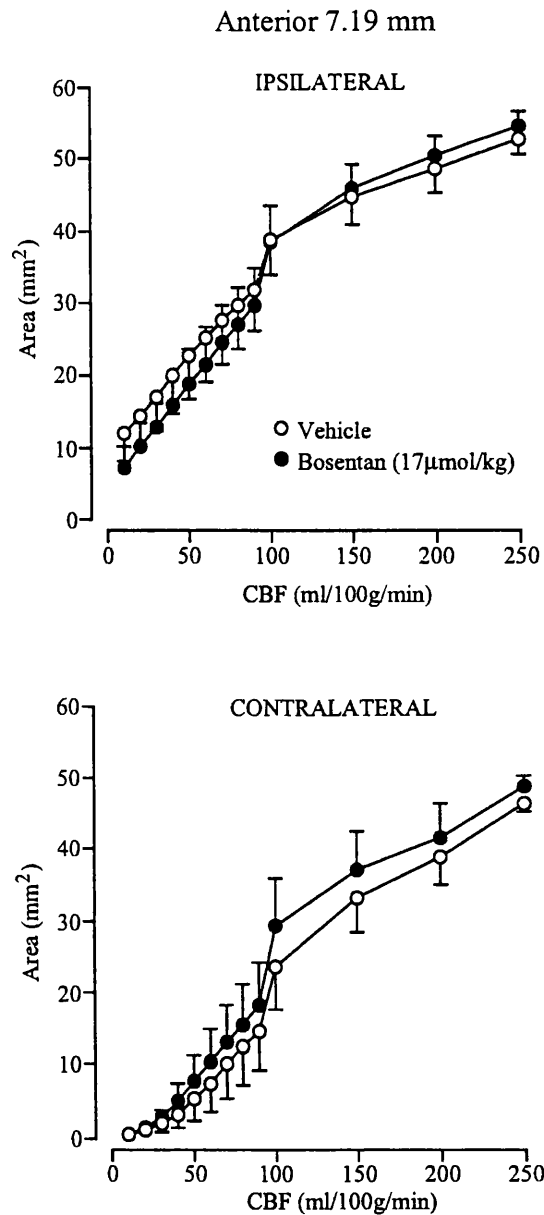 Anterior 7.19 mm
IPSILATERAL
60
50
40
30
20
10
0
Area (mm²)
Vehicle
Bosentan (17μmol/kg)
0 50 100 150 200 250
CBF (ml/100g/min)
CONTRALATERAL
60
50
40
30
20
10
0
Area (mm²)
0 50 100 150 200 250
CBF (ml/100g/min)